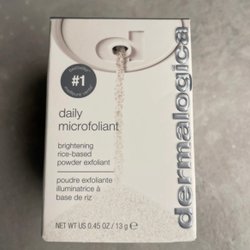 #1
daily
microfoliant
brightening
rice-based
powder exfoliant
poudre exfoliante
illuminatrice à
base de riz
NET WT US 0.45 OZ / 13 g ℮
dermalogica
d